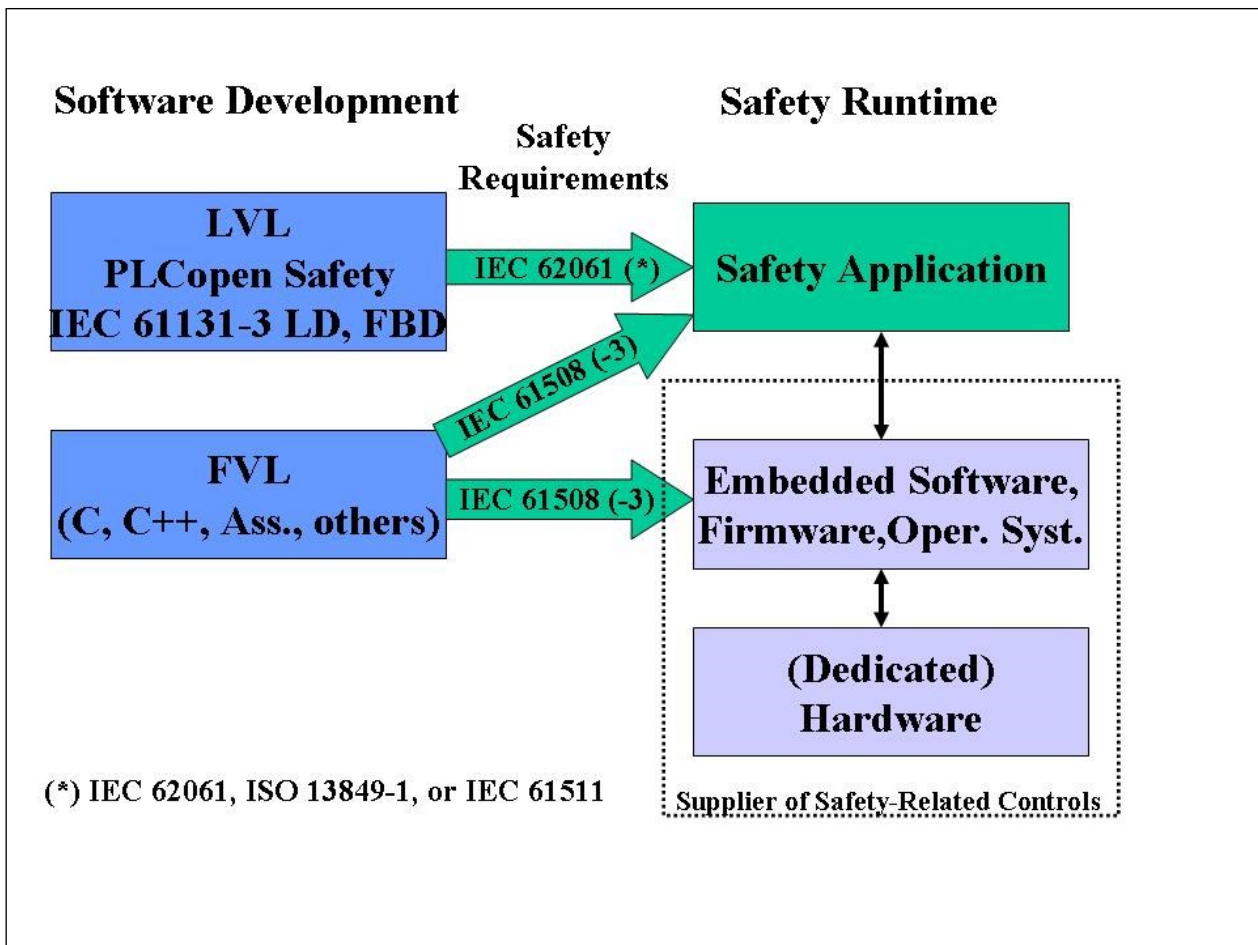 Software Development
Safety Runtime
Safety
Requirements
LVL
PLCopen Safety
IEC 61131-3 LD, FBD
IEC 62061 (*)
Safety Application
IEC 61508 (-3)
FVL
(C, C++, Ass., others)
IEC 61508 (-3)
Embedded Software,
Firmware,Oper. Syst.
(Dedicated)
Hardware
(*) IEC 62061, ISO 13849-1, or IEC 61511
Supplier of Safety-Related Controls